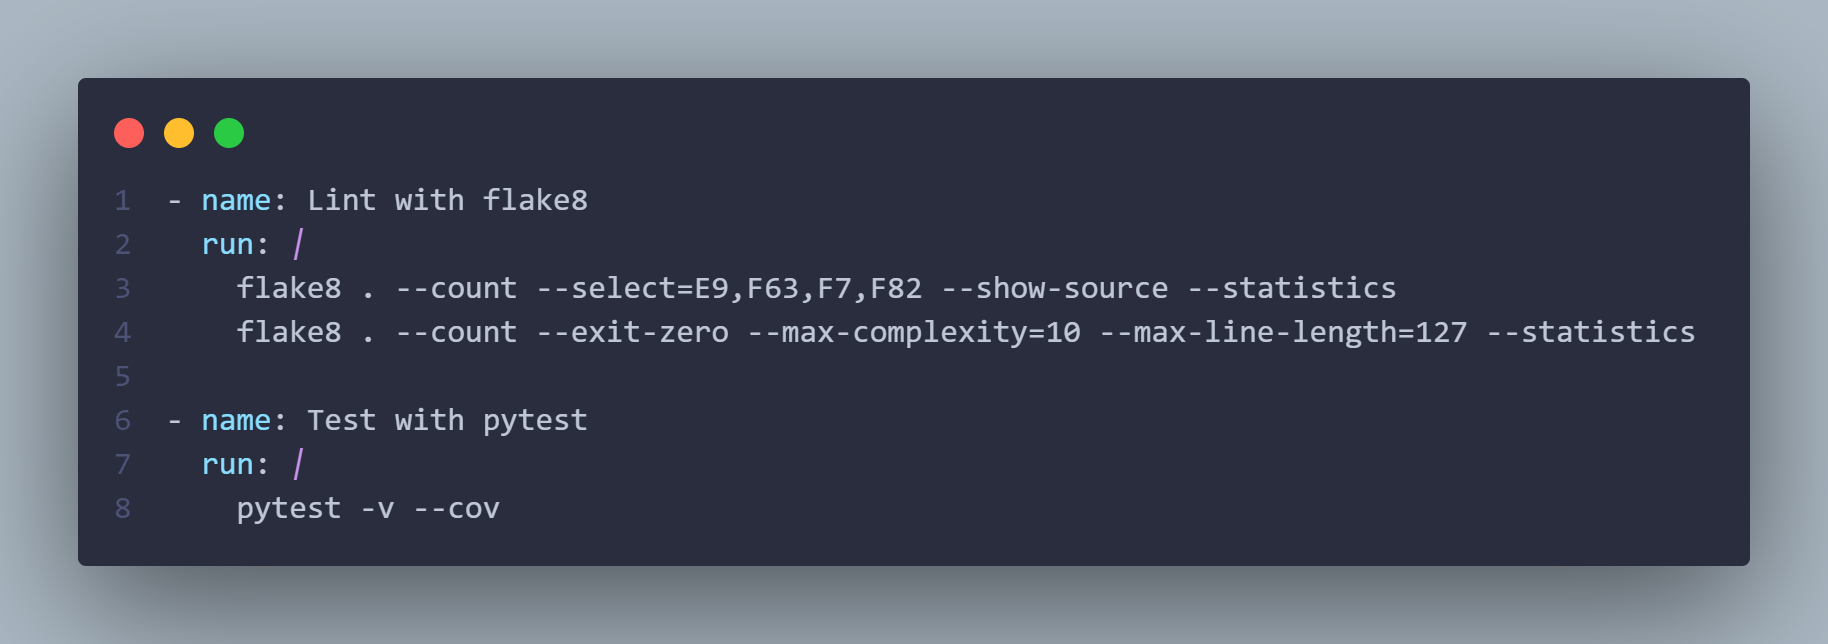 1 - name: Lint with flake8
2   run: |
3     flake8 . --count --select=E9,F63,F7,F82 --show-source --statistics
4     flake8 . --count --exit-zero --max-complexity=10 --max-line-length=127 --statistics
5
6 - name: Test with pytest
7   run: |
8     pytest -v --cov